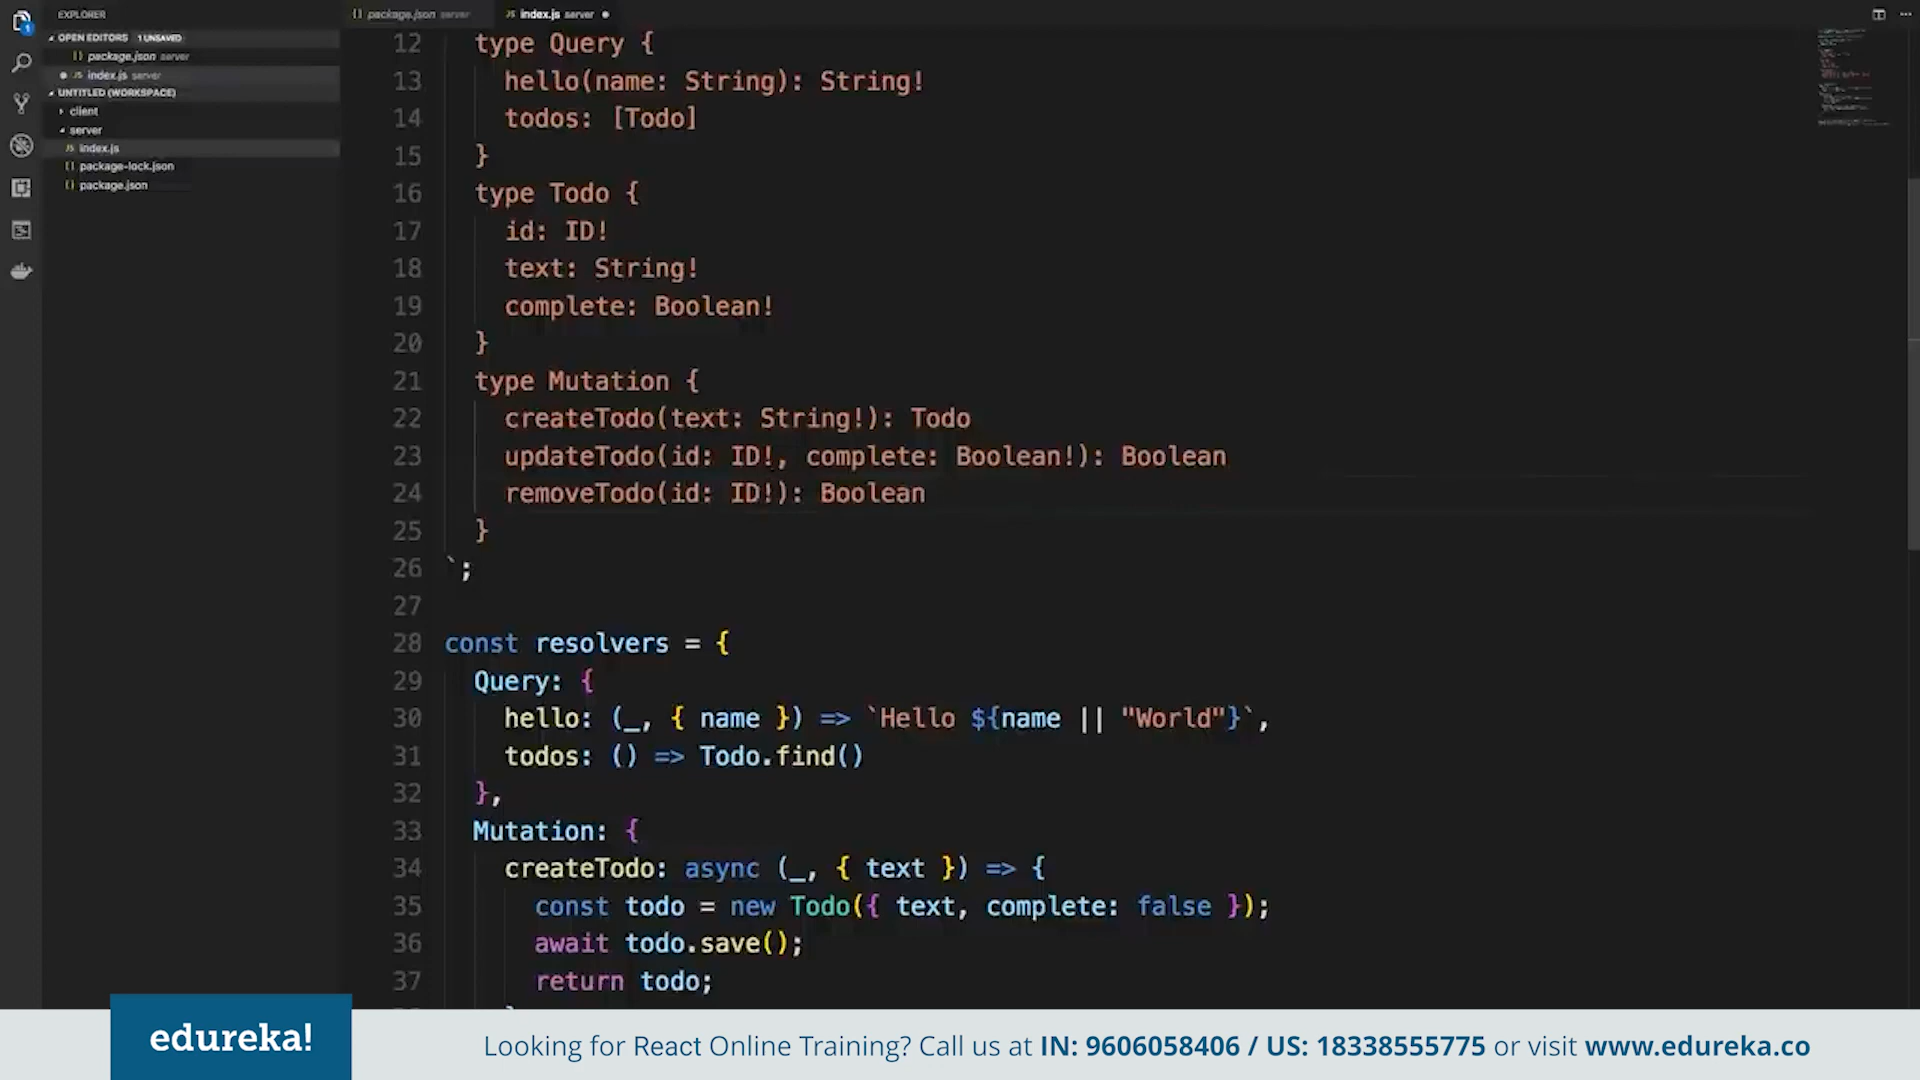 EXPLORER
OPEN EDITORS 1 UNSAVED
{} package.json server
JS index.js server
UNTITLED (WORKSPACE)
client
server
JS index.js
{} package-lock.json
{} package.json
{} package.json server
JS index.js server
12 type Query {
13 hello(name: String): String!
14 todos: [Todo]
15 }
16 type Todo {
17 id: ID!
18 text: String!
19 complete: Boolean!
20 }
21 type Mutation {
22 createTodo(text: String!): Todo
23 updateTodo(id: ID!, complete: Boolean!): Boolean
24 removeTodo(id: ID!): Boolean
25 }
26 `;
27
28 const resolvers = {
29 Query: {
30 hello: (_, { name }) => `Hello ${name || "World"}`,
31 todos: () => Todo.find()
32 },
33 Mutation: {
34 createTodo: async (_, { text }) => {
35 const todo = new Todo({ text, complete: false });
36 await todo.save();
37 return todo;
edureka!
Looking for React Online Training? Call us at IN: 9606058406 / US: 18338555775 or visit www.edureka.co